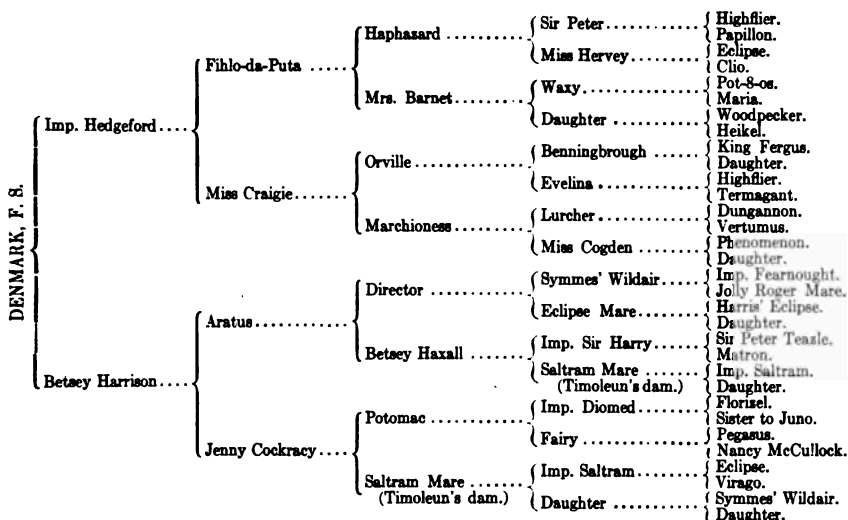 DENMARK, F. S.
Imp. Hedgeford
Betsey Harrison
Fihlo-da-Puta
Miss Craigie
Aratus
Jenny Cockracy
Haphazard
Mrs. Barnet
Orville
Marchioness
Director
Betsey Haxall
Potomac
Saltram Mare
(Timoleun's dam.)
Sir Peter
Miss Hervey
Waxy
Daughter
Benningbrough
Evelina
Lurcher
Miss Cogden
Symmes' Wildair
Eclipse Mare
Imp. Sir Harry
Saltram Mare
(Timoleun's dam.)
Imp. Diomed
Fairy
Imp. Saltram
Daughter
Highflier.
Papillon.
Eclipse.
Clio.
Pot-8-os.
Maria.
Woodpecker.
Heikel.
King Fergus.
Daughter.
Highflier.
Termagant.
Dungannon.
Vertumus.
Phenomenon.
Daughter.
Imp. Fearnought.
Jolly Roger Mare.
Harris' Eclipse.
Daughter.
Sir Peter Teazle.
Matron.
Imp. Saltram.
Daughter.
Florizel.
Sister to Juno.
Pegasus.
Nancy McCullock.
Eclipse.
Virago.
Symmes' Wildair.
Daughter.